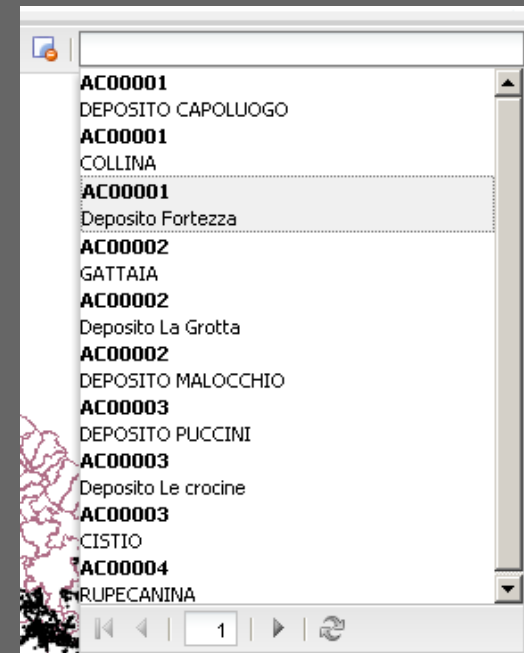 AC00001
DEPOSITO CAPOLUOGO
AC00001
COLLINA
AC00001
Deposito Fortezza
AC00002
GATTAIA
AC00002
Deposito La Grotta
AC00002
DEPOSITO MALOCCHIO
AC00003
DEPOSITO PUCCINI
AC00003
Deposito Le crocine
AC00003
CISTIO
AC00004
RUPECANINA
1